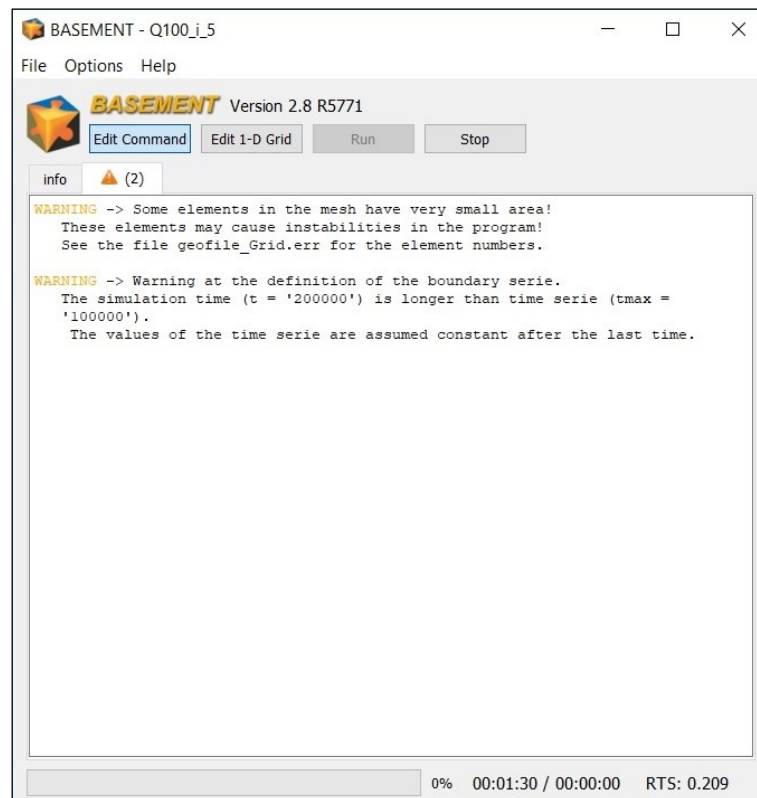 BASEMENT - Q100_i_5
File Options Help
BASEMENT Version 2.8 R5771
Edit Command Edit 1-D Grid Run Stop
info (2)
WARNING -> Some elements in the mesh have very small area!
These elements may cause instabilities in the program!
See the file geofile_Grid.err for the element numbers.
WARNING -> Warning at the definition of the boundary serie.
The simulation time (t = '200000') is longer than time serie (tmax =
'100000').
The values of the time serie are assumed constant after the last time.
0% 00:01:30 / 00:00:00 RTS: 0.209